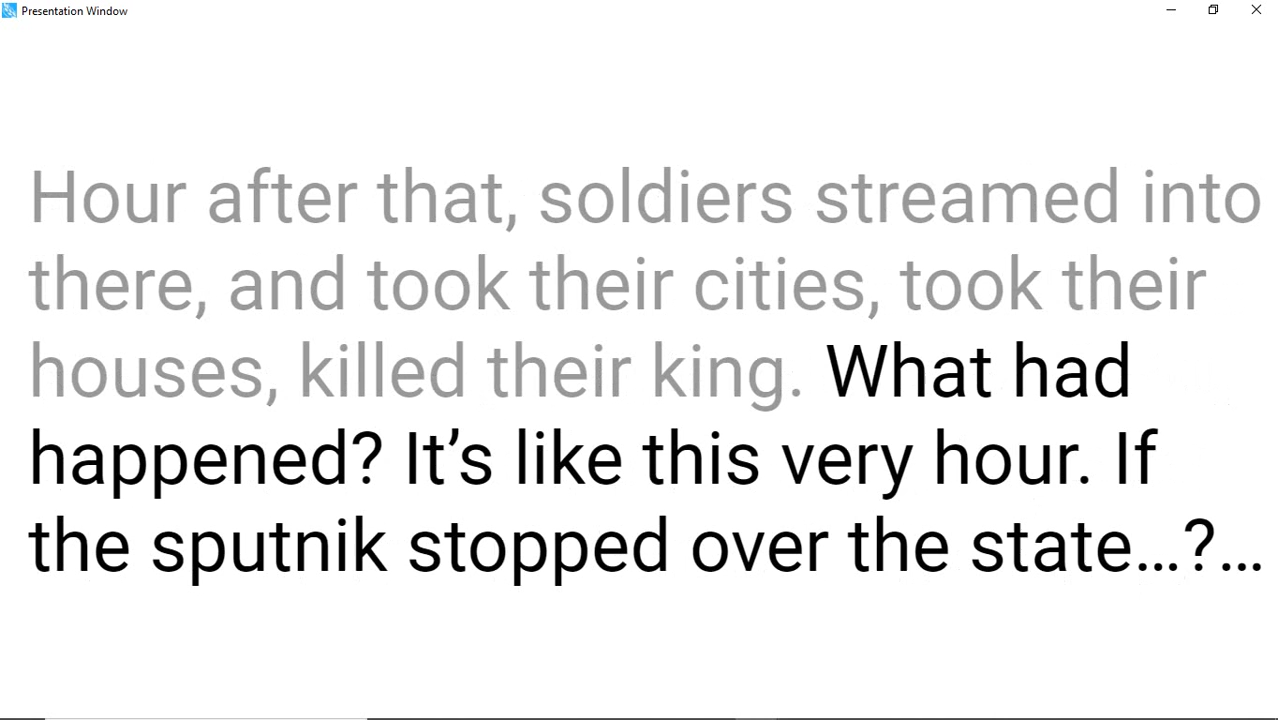 Presentation Window
Hour after that, soldiers streamed into
there, and took their cities, took their
houses, killed their king. What had
happened? It’s like this very hour. If
the sputnik stopped over the state...?...